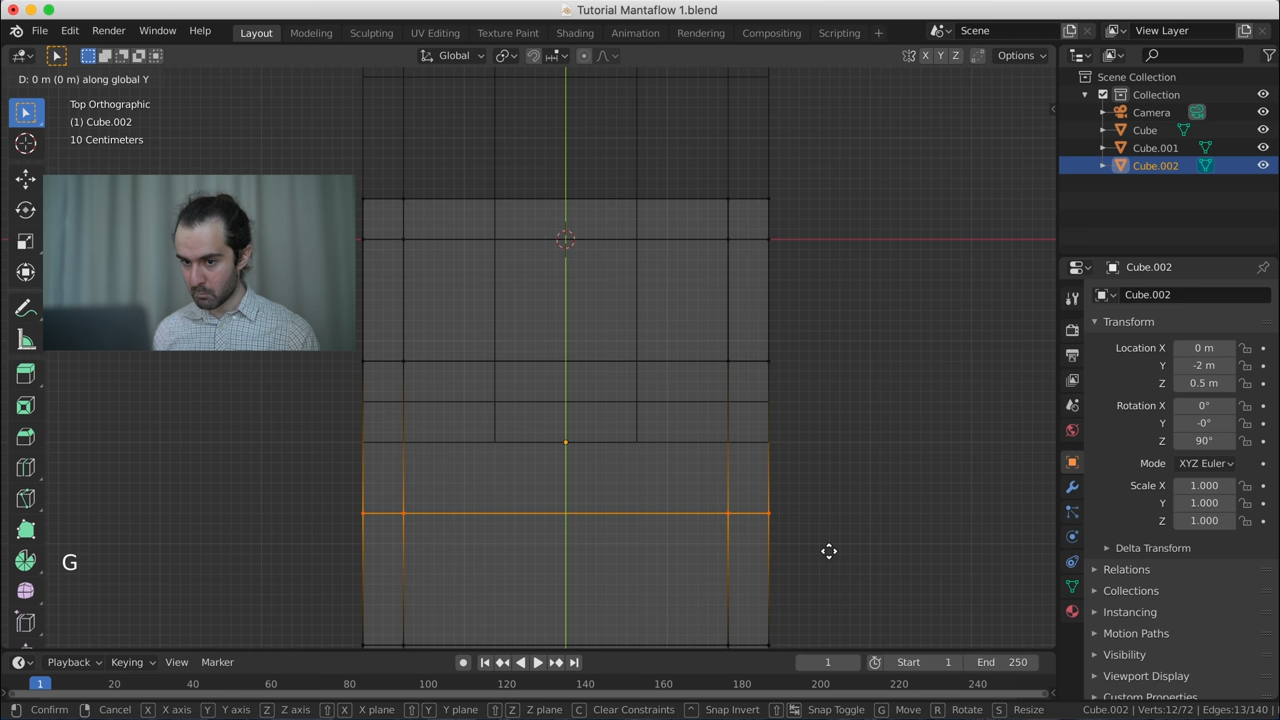 Tutorial Mantaflow 1.blend
File Edit Render Window Help Layout Modeling Sculpting UV Editing Texture Paint Shading Animation Rendering Compositing Scripting + Scene View Layer
Global X Y Z Options
D: 0 m (0 m) along global Y
Top Orthographic
(1) Cube.002
10 Centimeters
G
Scene Collection
Collection
Camera
Cube
Cube.001
Cube.002
Cube.002
Cube.002
Transform
Location X 0 m
Y -2 m
Z 0.5 m
Rotation X 0°
Y -0°
Z 90°
Mode XYZ Euler
Scale X 1.000
Y 1.000
Z 1.000
Delta Transform
Relations
Collections
Instancing
Motion Paths
Visibility
Viewport Display
Custom Properties
Playback Keying View Marker 1 Start 1 End 250
1 20 40 60 80 100 120 140 160 180 200 220 240
Confirm Cancel X X axis Y Y axis Z Z axis X X plane Y Y plane Z Z plane C Clear Constraints Snap Invert Snap Toggle G Move R Rotate S Resize Cube.002 | Verts:12/72 | Edges:13/140 |